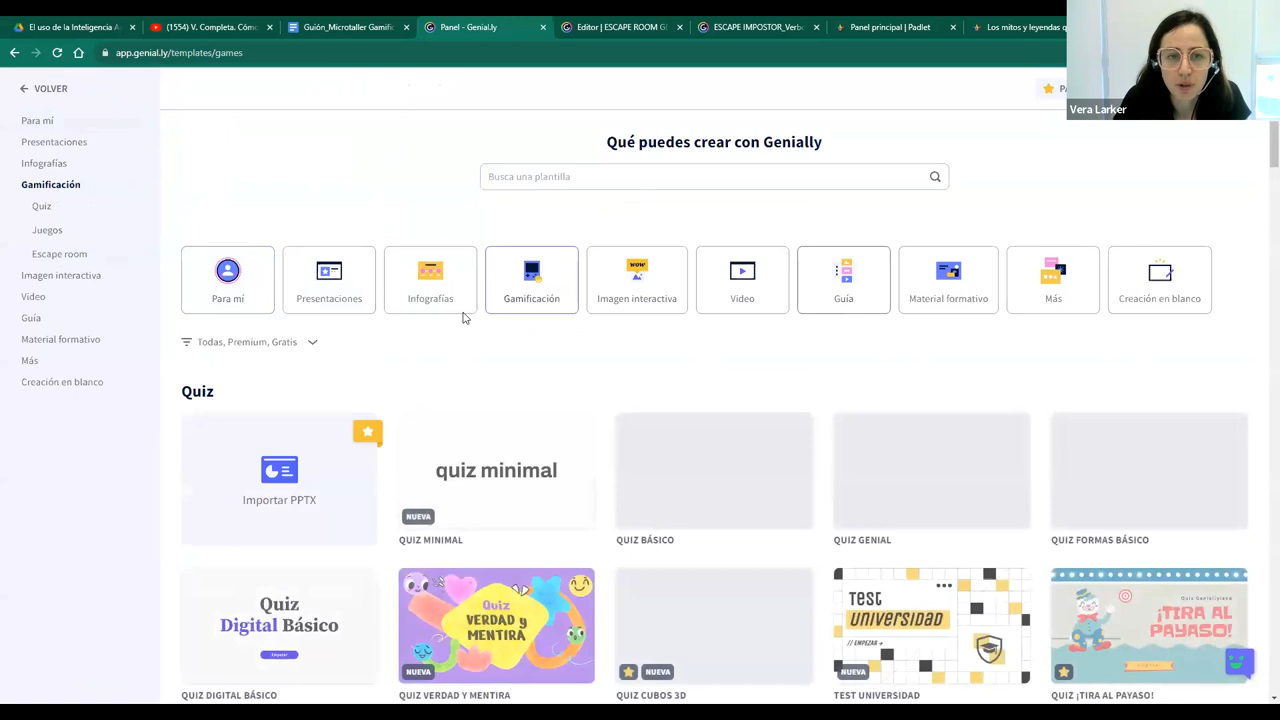 El uso de la Inteligencia A
(1554) V. Completa. Cóm
Guión_Microtaller Gamific
Panel - Genial.ly
Editor | ESCAPE ROOM G
ESCAPE IMPOSTOR_Verb
Panel principal | Padlet
Los mitos y leyendas q
app.genial.ly/templates/games
Vera Larker
VOLVER
Para mí
Presentaciones
Infografías
Gamificación
Quiz
Juegos
Escape room
Imagen interactiva
Video
Guía
Material formativo
Más
Creación en blanco
Qué puedes crear con Genially
Busca una plantilla
Para mí
Presentaciones
Infografías
Gamificación
Imagen interactiva
Video
Guía
Material formativo
Más
Creación en blanco
Todas, Premium, Gratis
Quiz
Importar PPTX
quiz minimal
NUEVA
QUIZ MINIMAL
QUIZ BÁSICO
QUIZ GENIAL
QUIZ FORMAS BÁSICO
Quiz
Digital Básico
Empezar
QUIZ DIGITAL BÁSICO
Quiz
VERDAD y
MENTIRA
NUEVA
QUIZ VERDAD Y MENTIRA
NUEVA
QUIZ CUBOS 3D
TEST
UNIVERSIDAD
// EMPEZAR
NUEVA
TEST UNIVERSIDAD
¡TIRA AL
PAYASO!
QUIZ ¡TIRA AL PAYASO!